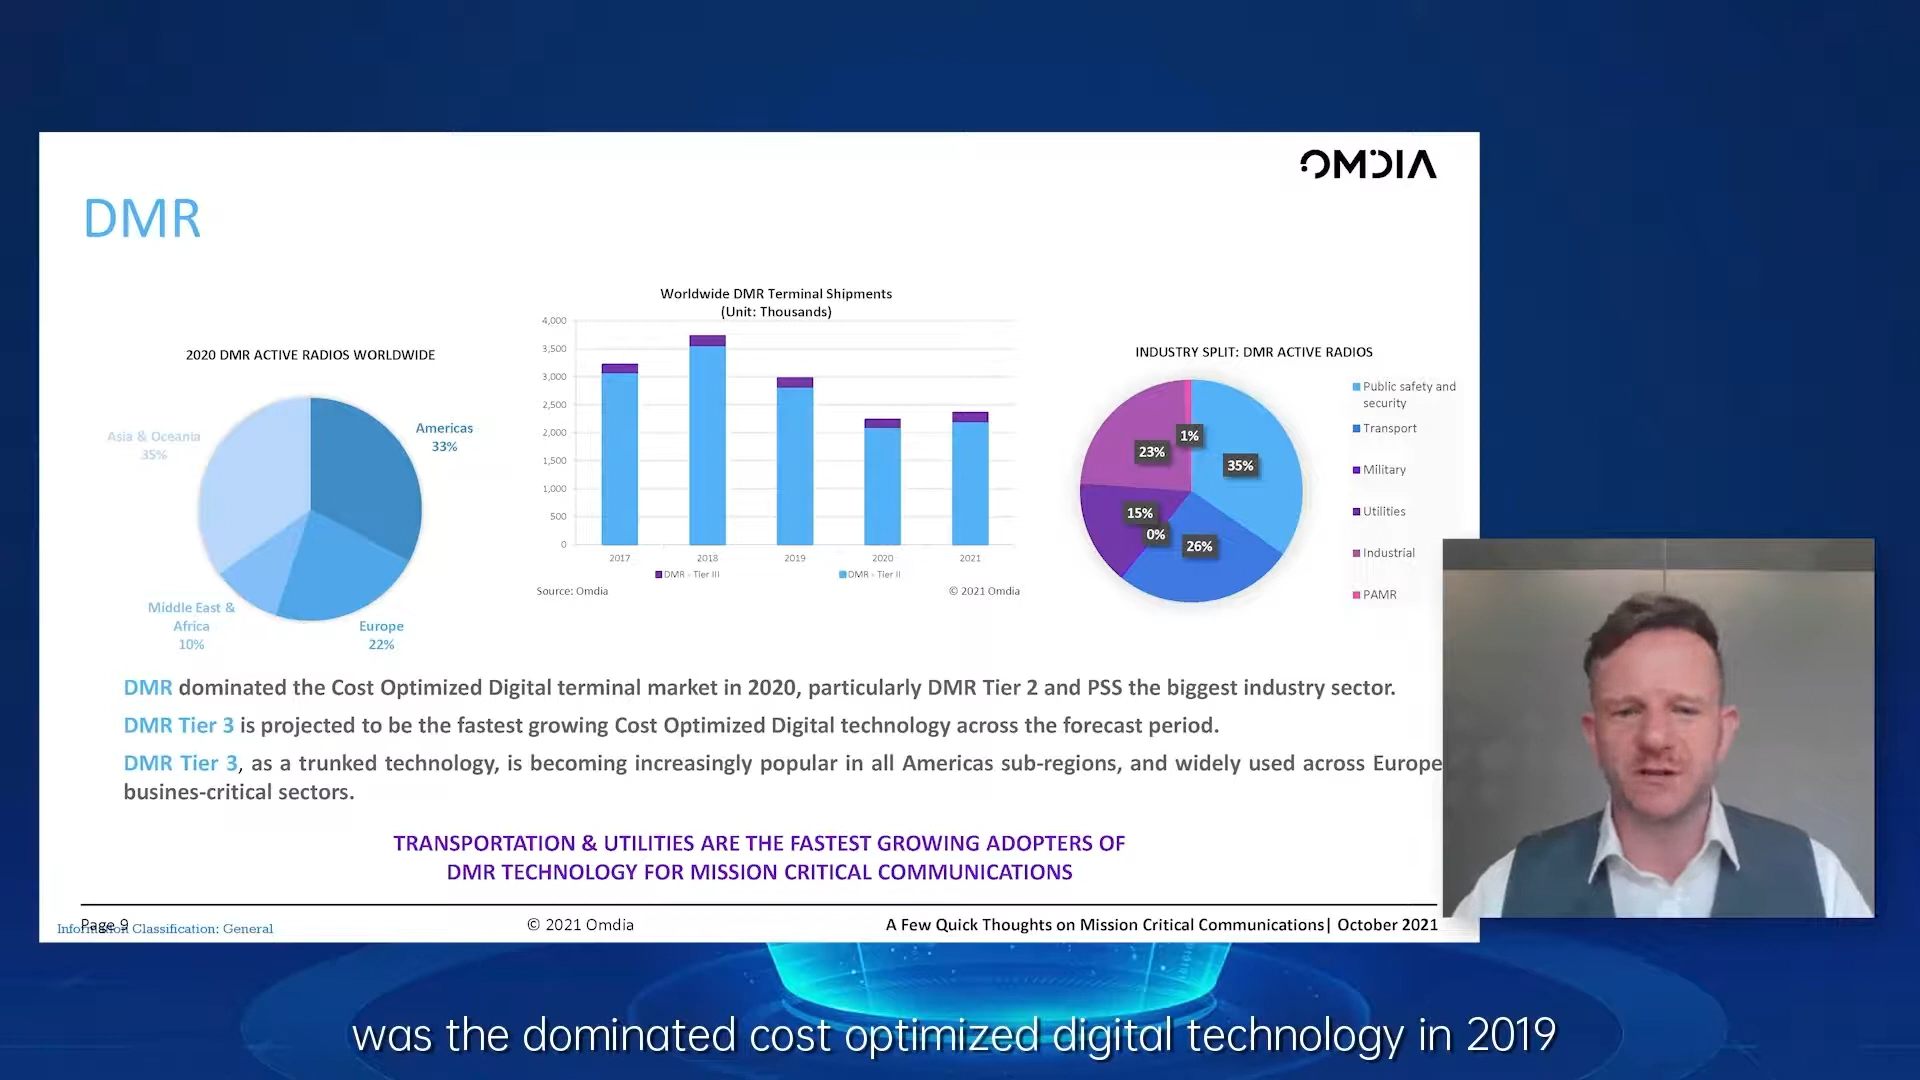 OMDIA
DMR
2020 DMR ACTIVE RADIOS WORLDWIDE
Asia & Oceania
35%
Americas
33%
Middle East &
Africa
10%
Europe
22%
Worldwide DMR Terminal Shipments
(Unit: Thousands)
4,000
3,500
3,000
2,500
2,000
1,500
1,000
500
0
2017 2018 2019 2020 2021
DMR - Tier III DMR - Tier II
Source: Omdia © 2021 Omdia
INDUSTRY SPLIT: DMR ACTIVE RADIOS
1%
23%
35%
15%
0%
26%
Public safety and
security
Transport
Military
Utilities
Industrial
PAMR
DMR dominated the Cost Optimized Digital terminal market in 2020, particularly DMR Tier 2 and PSS the biggest industry sector.
DMR Tier 3 is projected to be the fastest growing Cost Optimized Digital technology across the forecast period.
DMR Tier 3, as a trunked technology, is becoming increasingly popular in all Americas sub-regions, and widely used across Europe
busines-critical sectors.
TRANSPORTATION & UTILITIES ARE THE FASTEST GROWING ADOPTERS OF
DMR TECHNOLOGY FOR MISSION CRITICAL COMMUNICATIONS
Page 9
Information Classification: General
© 2021 Omdia
A Few Quick Thoughts on Mission Critical Communications| October 2021
was the dominated cost optimized digital technology in 2019